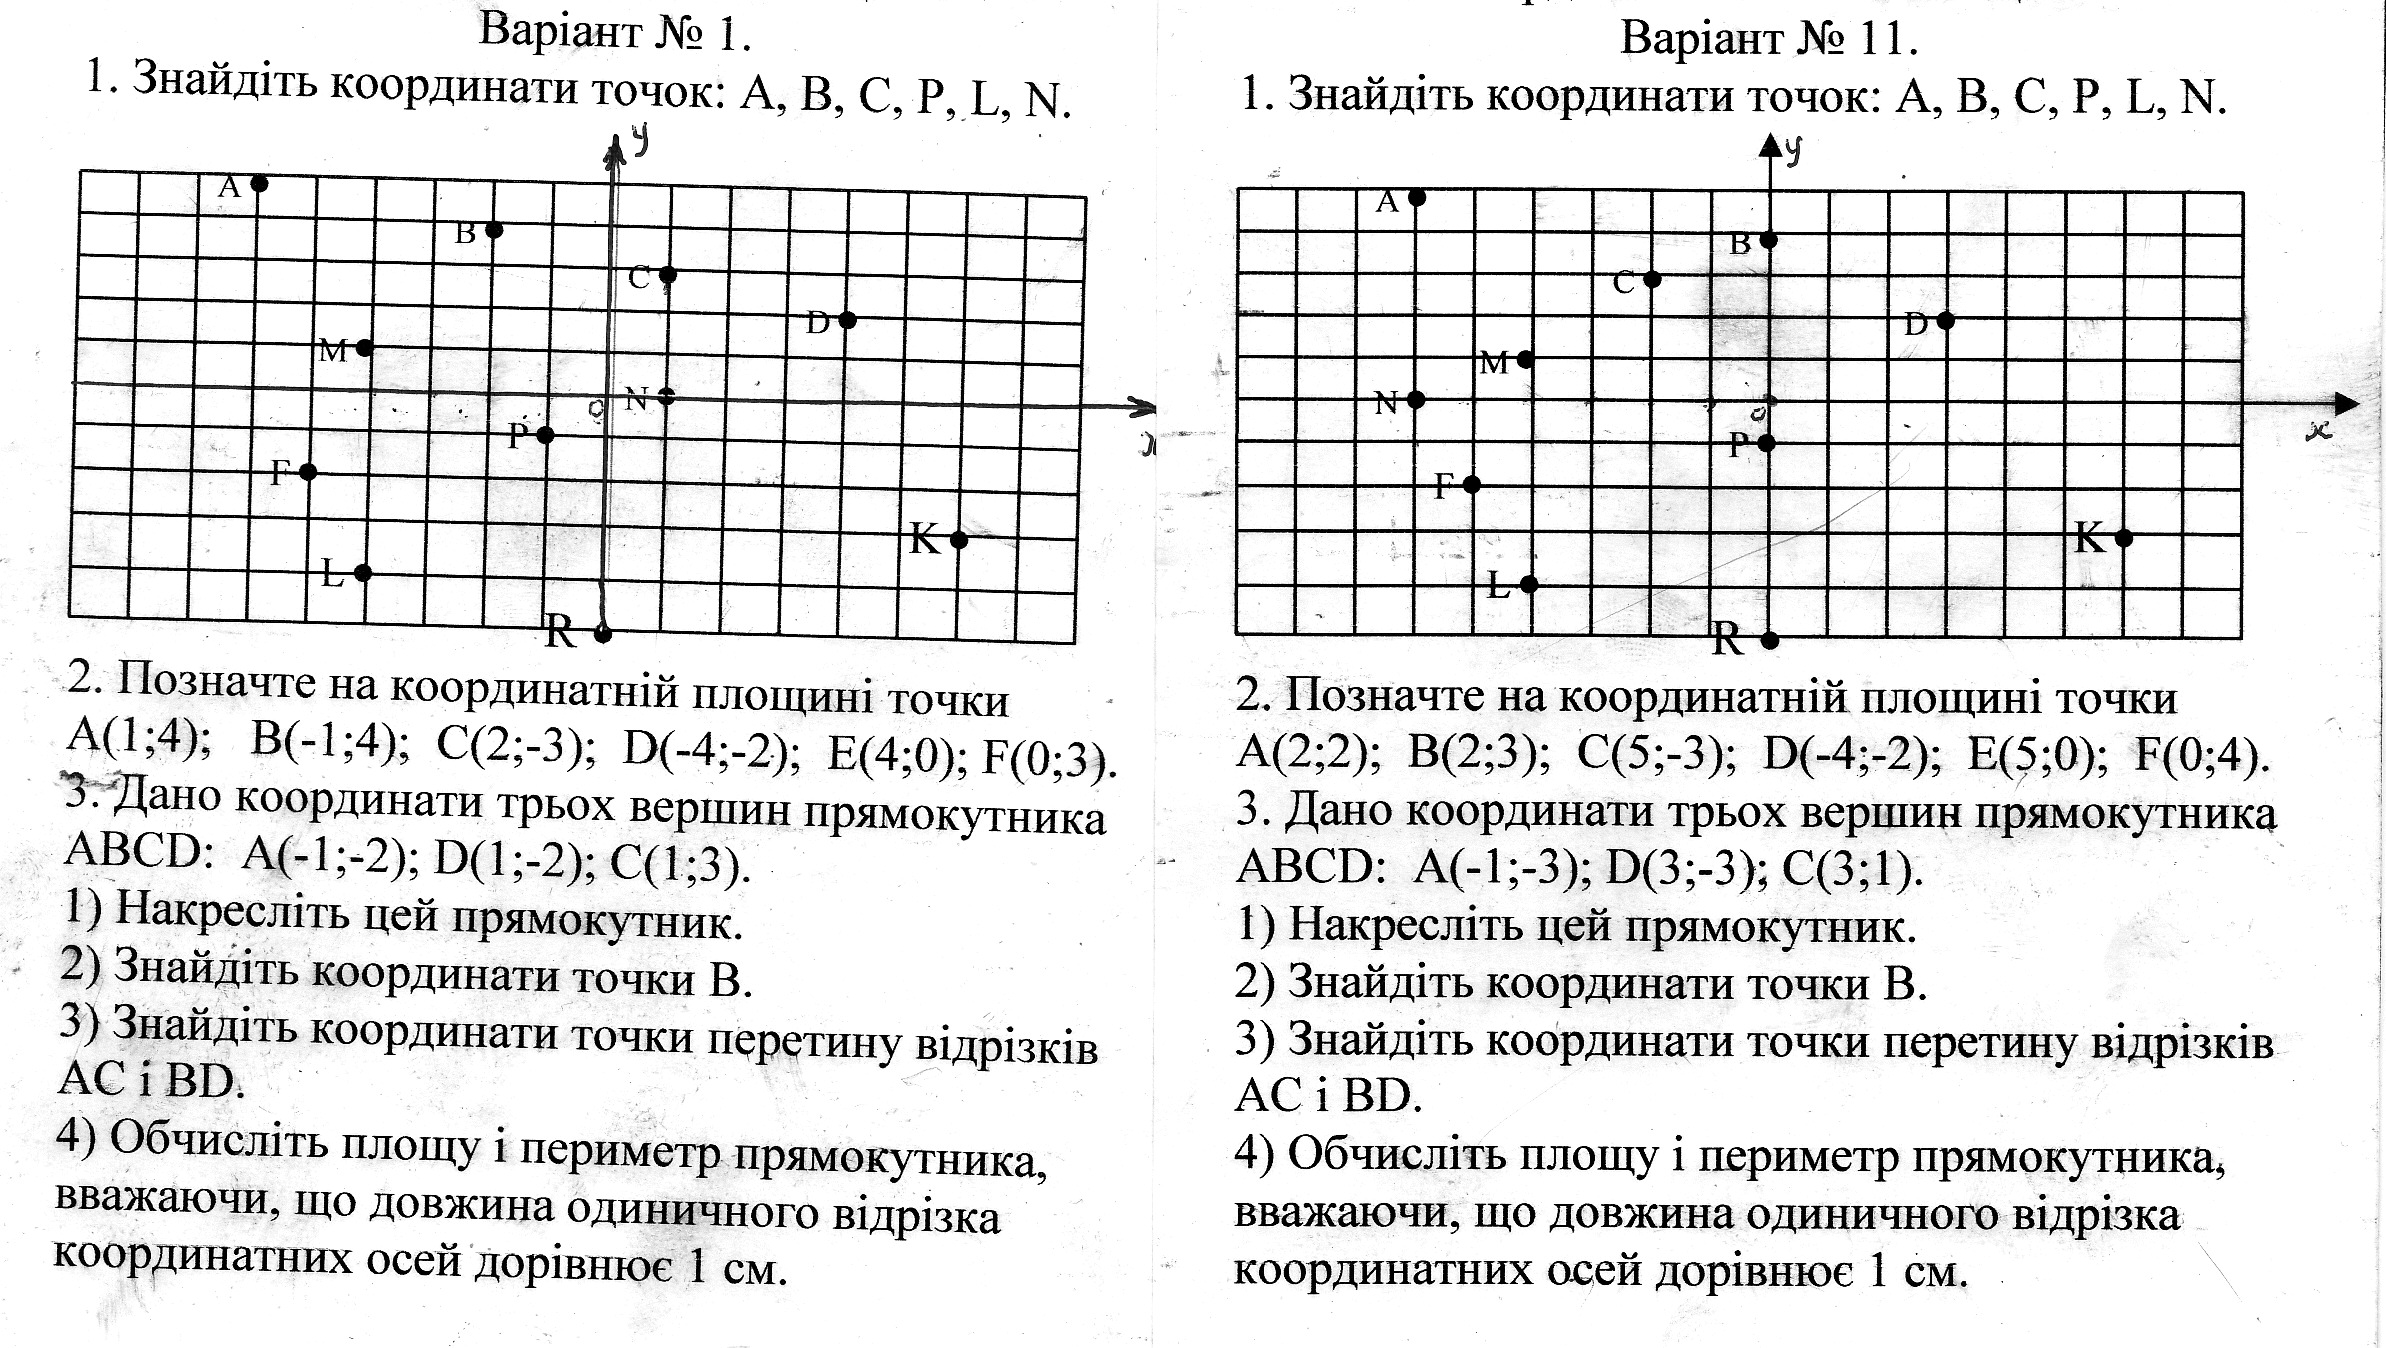 Варіант № 1.
1. Знайдіть координати точок: A, B, C, P, L, N.
y
A
B
C
D
M
N
0
P
x
F
K
L
R
2. Позначте на координатній площині точки
A(1;4); B(-1;4); C(2;-3); D(-4;-2); E(4;0); F(0;3).
3. Дано координати трьох вершин прямокутника
ABCD: A(-1;-2); D(1;-2); C(1;3).
1) Накресліть цей прямокутник.
2) Знайдіть координати точки В.
3) Знайдіть координати точки перетину відрізків
АС і BD.
4) Обчисліть площу і периметр прямокутника,
вважаючи, що довжина одиничного відрізка
координатних осей дорівнює 1 см.
Варіант № 11.
1. Знайдіть координати точок: A, B, C, P, L, N.
y
A
B
C
D
M
N
0
x
P
F
K
L
R
2. Позначте на координатній площині точки
A(2;2); B(2;3); C(5;-3); D(-4;-2); E(5;0); F(0;4).
3. Дано координати трьох вершин прямокутника
ABCD: A(-1;-3); D(3;-3); C(3;1).
1) Накресліть цей прямокутник.
2) Знайдіть координати точки В.
3) Знайдіть координати точки перетину відрізків
АС і BD.
4) Обчисліть площу і периметр прямокутника,
вважаючи, що довжина одиничного відрізка
координатних осей дорівнює 1 см.